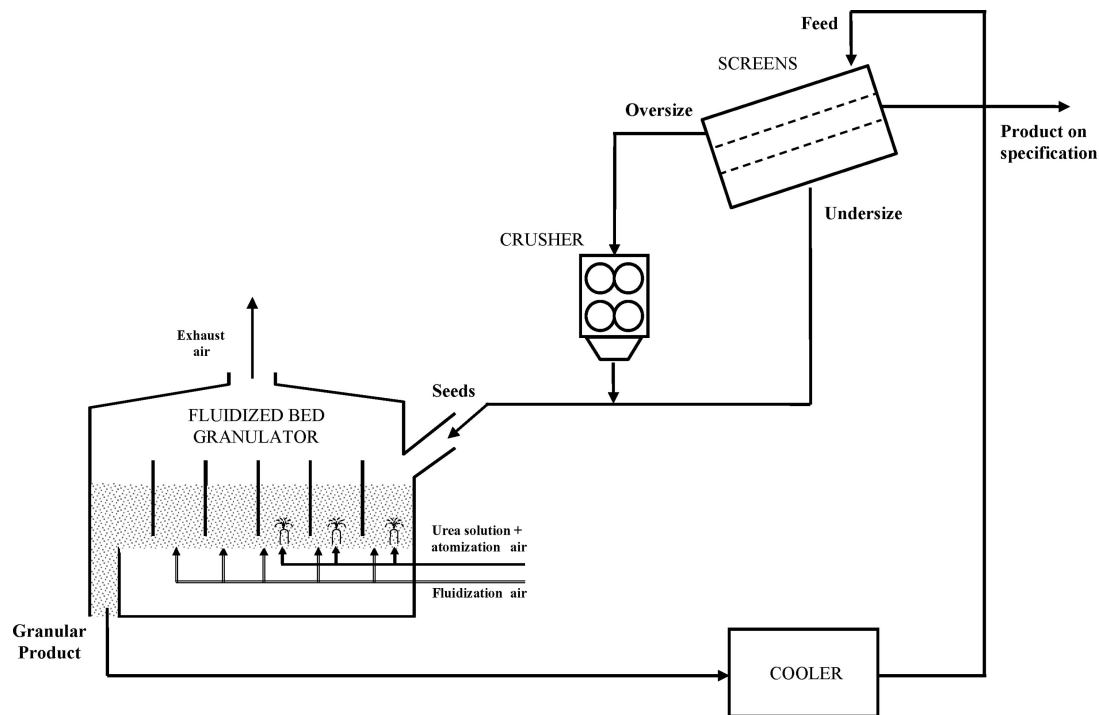 Feed
SCREENS
Oversize
Product on
specification
Undersize
CRUSHER
Exhaust
air
Seeds
FLUIDIZED BED
GRANULATOR
Urea solution +
atomization air
Fluidization air
Granular
Product
COOLER